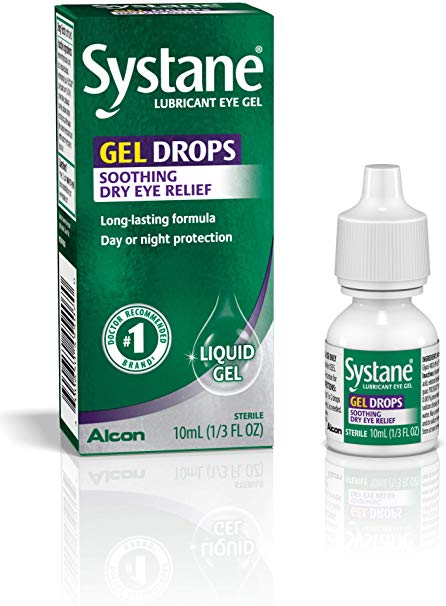 Systane®
LUBRICANT EYE GEL
GEL DROPS
SOOTHING
DRY EYE RELIEF
Long-lasting formula
Day or night protection
DOCTOR RECOMMENDED
#1
BRAND†
LIQUID
GEL
STERILE
Alcon
10mL (1/3 FL OZ)
Systane®
LUBRICANT EYE GEL
GEL DROPS
SOOTHING
DRY EYE RELIEF
Alcon
STERILE 10mL (1/3 FL OZ)